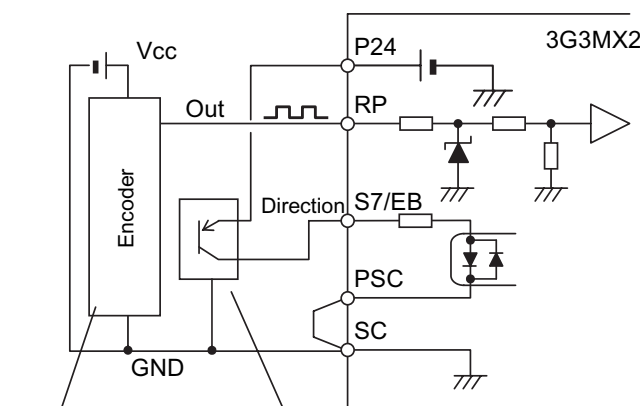 3G3MX2
Vcc
P24
Out
RP
Encoder
Direction
S7/EB
PSC
SC
GND